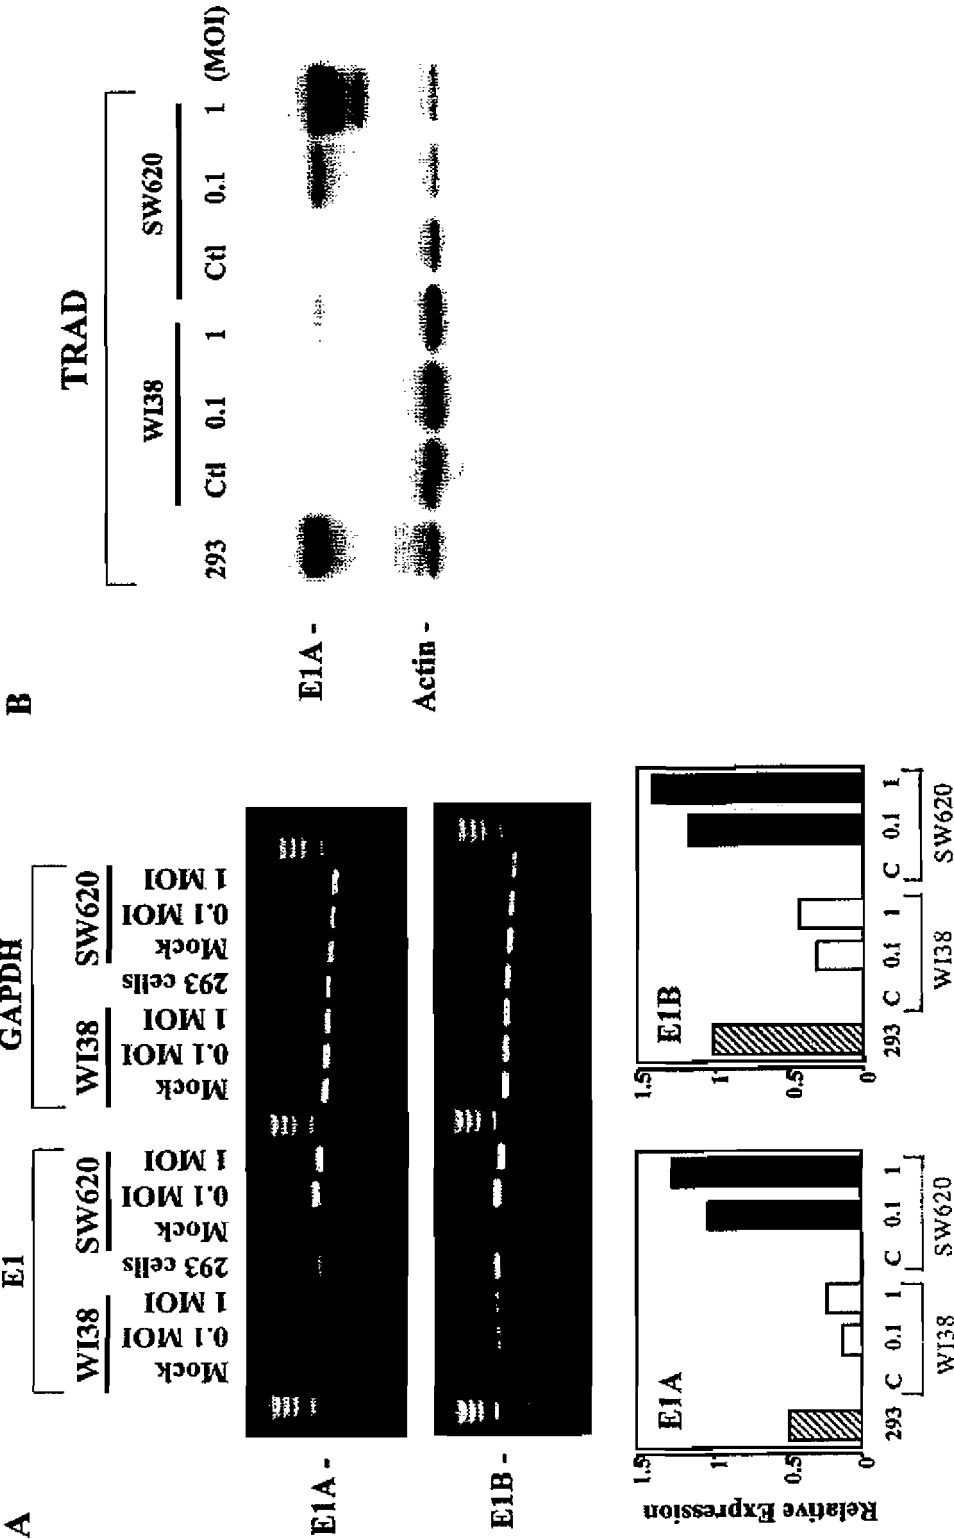 A
E1
GAPDH
WI38
SW620
WI38
SW620
Mock
0.1 MOI
1 MOI
293 cells
Mock
0.1 MOI
1 MOI
Mock
0.1 MOI
1 MOI
293 cells
Mock
0.1 MOI
1 MOI
E1A -
E1B -
Relative Expression
1.5
1
0.5
0
E1A
293 C 0.1 1 C 0.1 1
WI38 SW620
1.5
1
0.5
0
E1B
293 C 0.1 1 C 0.1 1
WI38 SW620
B
TRAD
WI38 SW620
293 Ctl 0.1 1 Ctl 0.1 1 (MOI)
E1A -
Actin -